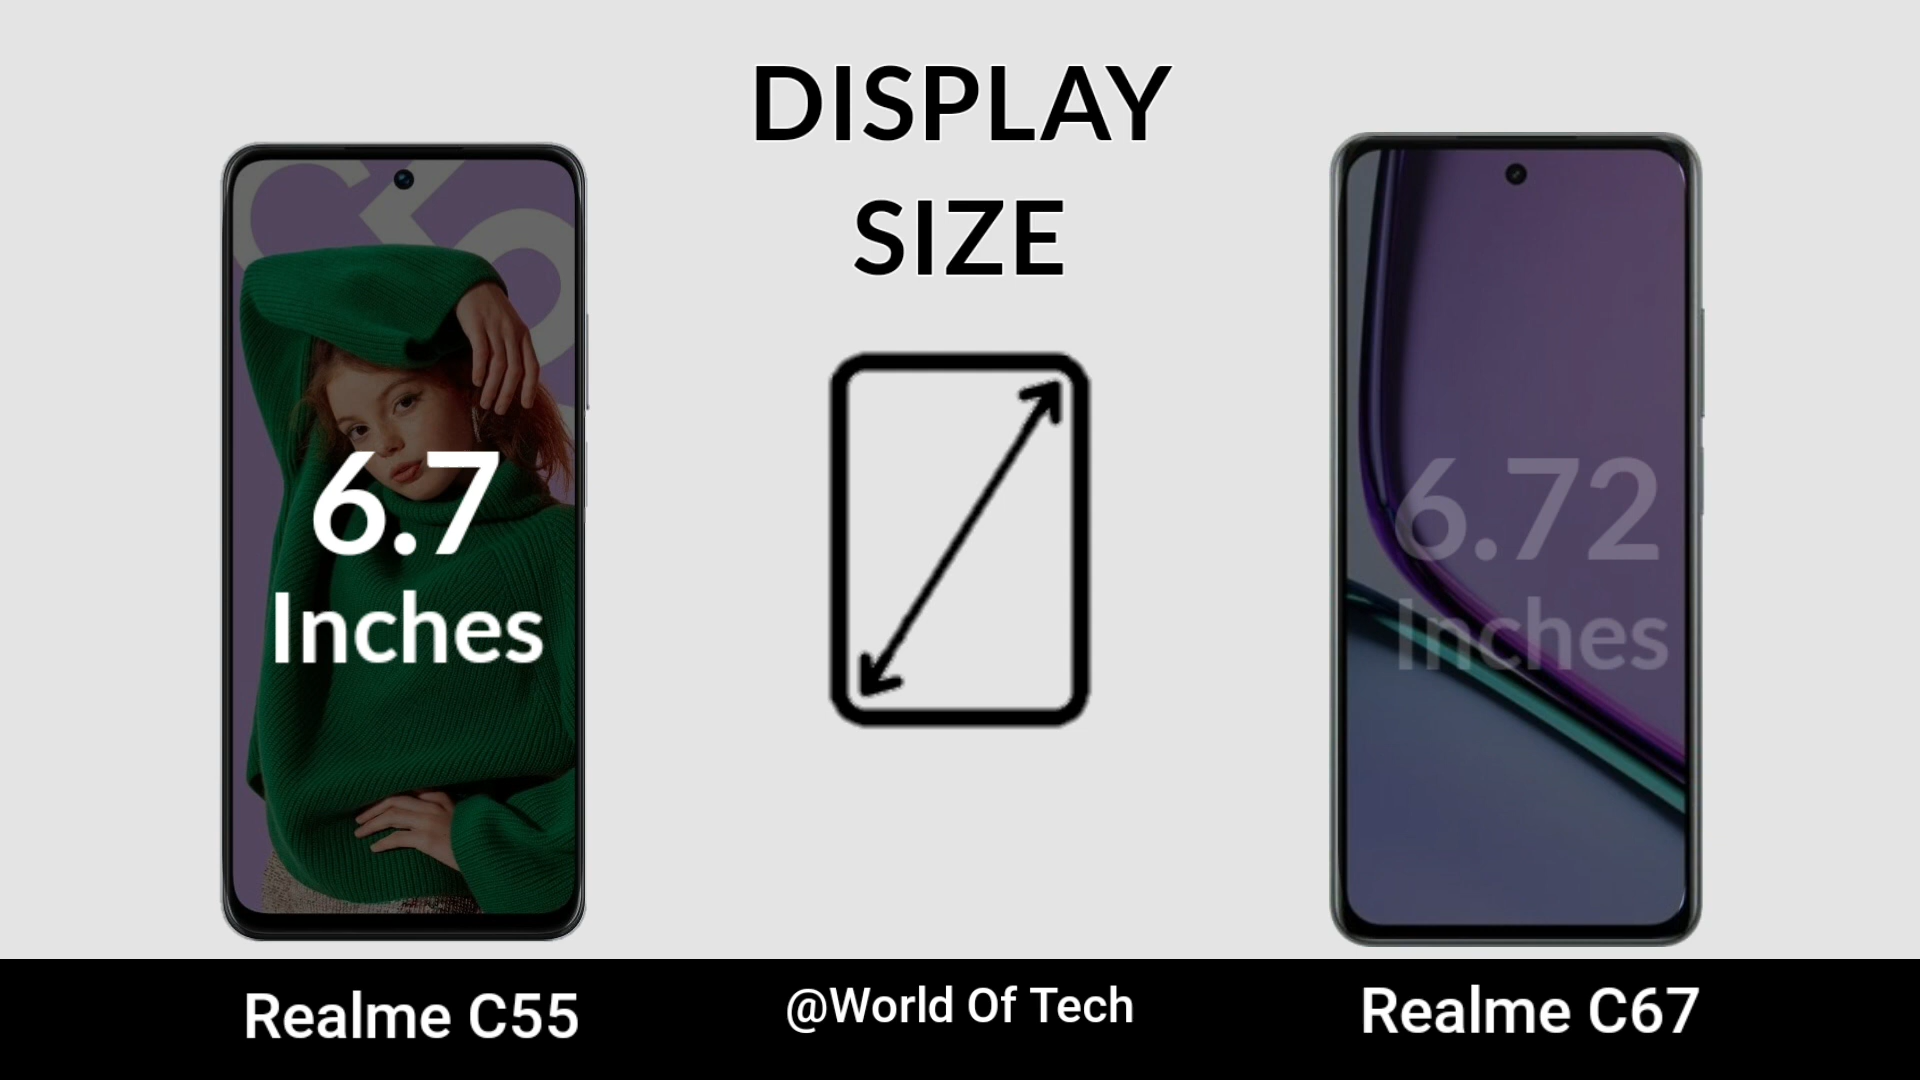 DISPLAY
SIZE
6.7
Inches
6.72
Inches
Realme C55
@World Of Tech
Realme C67